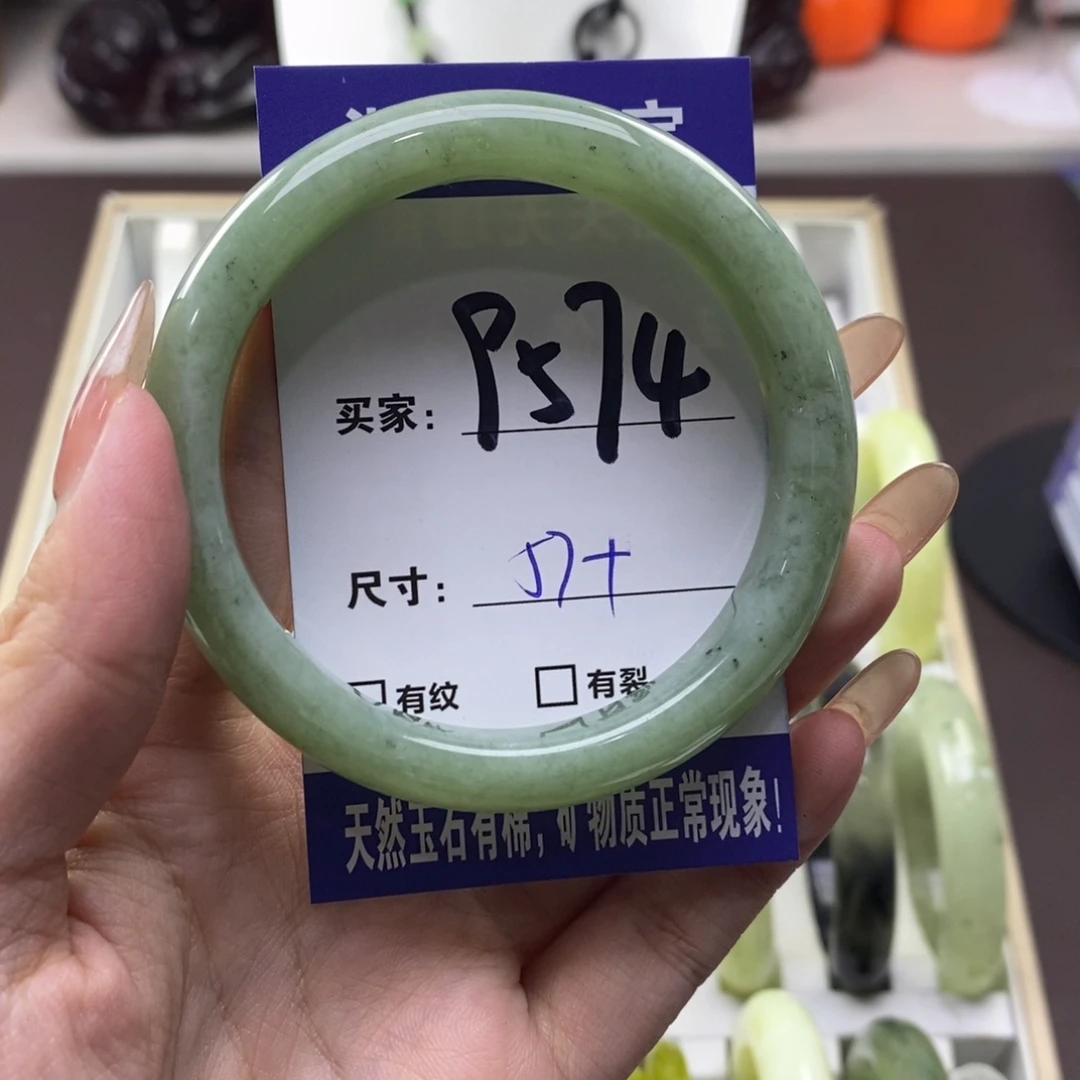 买家：P574
尺寸：57+
□有纹 □有裂
天然玉石有棉，矿物质正常现象！